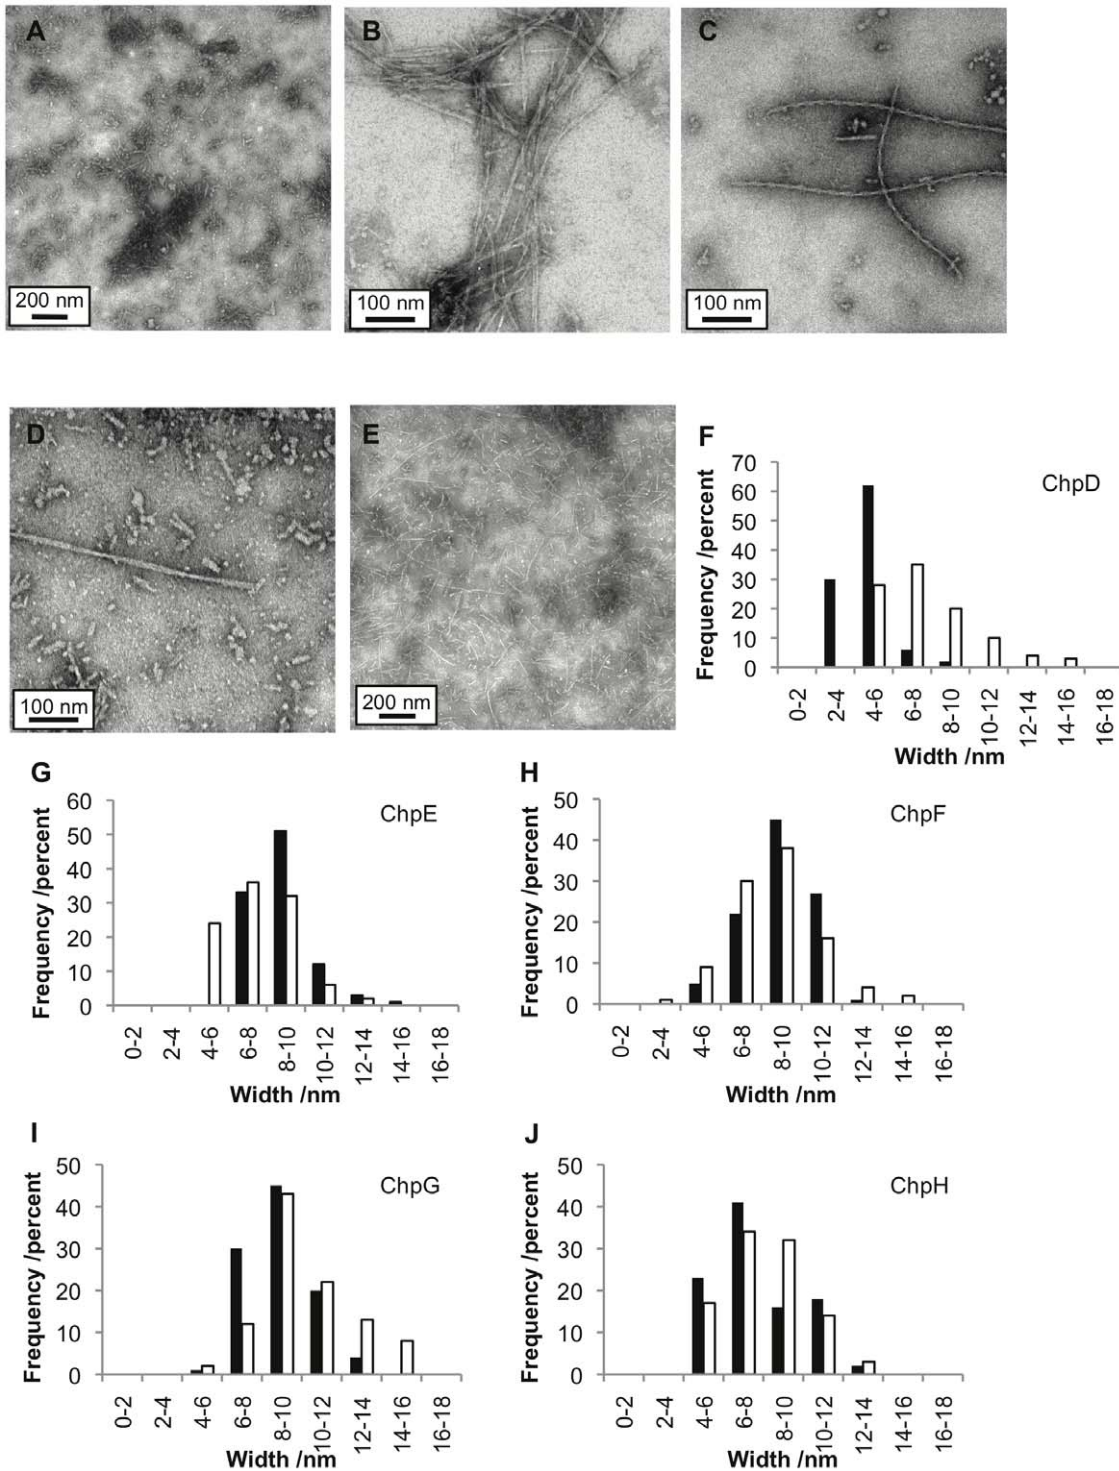 A
200 nm
B
100 nm
C
100 nm
D
100 nm
E
200 nm
F
ChpD
Frequency /percent
70
60
50
40
30
20
10
0
0-2
2-4
4-6
6-8
8-10
10-12
12-14
14-16
16-18
Width /nm
G
ChpE
Frequency /percent
60
50
40
30
20
10
0
0-2
2-4
4-6
6-8
8-10
10-12
12-14
14-16
16-18
Width /nm
H
ChpF
Frequency /percent
50
40
30
20
10
0
0-2
2-4
4-6
6-8
8-10
10-12
12-14
14-16
16-18
Width /nm
I
ChpG
Frequency /percent
50
40
30
20
10
0
0-2
2-4
4-6
6-8
8-10
10-12
12-14
14-16
16-18
Width /nm
J
ChpH
Frequency /percent
50
40
30
20
10
0
0-2
2-4
4-6
6-8
8-10
10-12
12-14
14-16
16-18
Width /nm